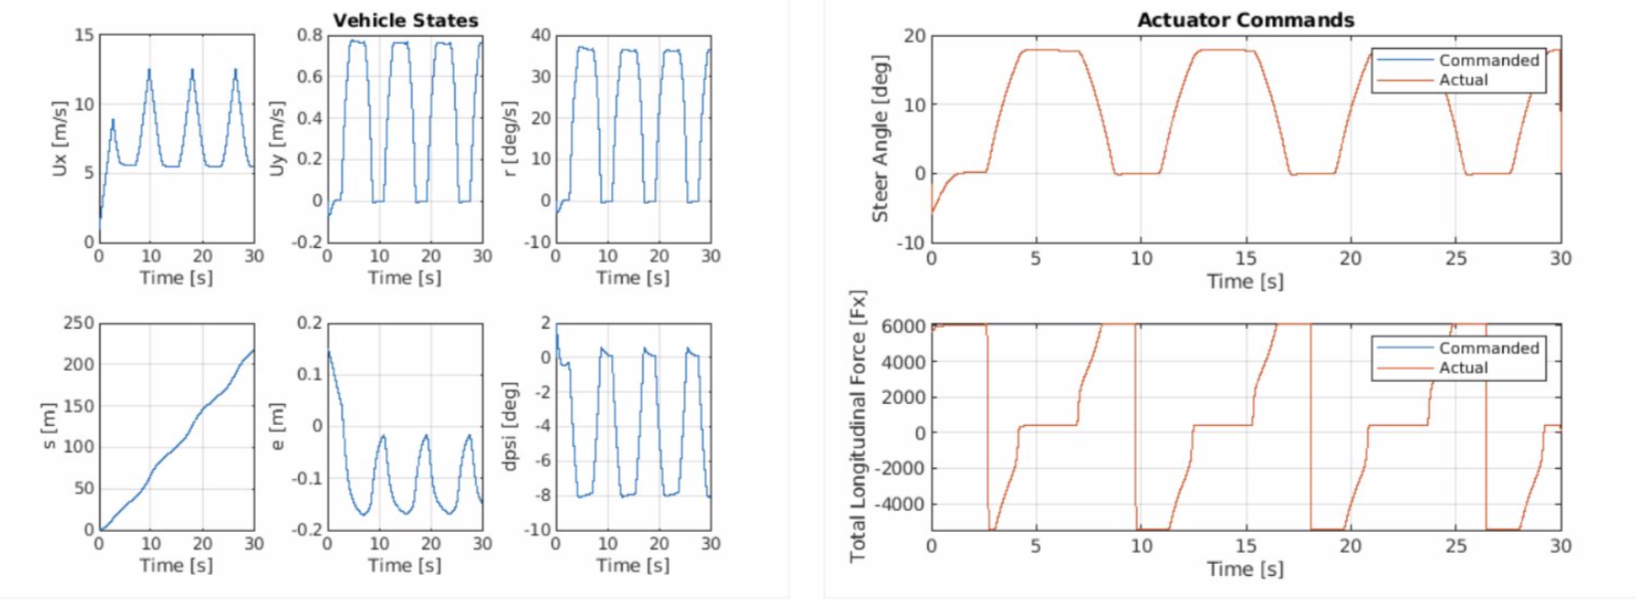 Vehicle States
15
10
5
0
0 10 20 30
Ux [m/s]
Time [s]
0.8
0.6
0.4
0.2
0
-0.2
0 10 20 30
Uy [m/s]
Time [s]
40
30
20
10
0
-10
0 10 20 30
r [deg/s]
Time [s]
250
200
150
100
50
0
0 10 20 30
s [m]
Time [s]
0.2
0.1
0
-0.1
-0.2
0 10 20 30
e [m]
Time [s]
2
0
-2
-4
-6
-8
-10
0 10 20 30
dpsi [deg]
Time [s]
Actuator Commands
20
10
0
-10
0 5 10 15 20 25 30
Steer Angle [deg]
Time [s]
Commanded
Actual
6000
4000
2000
0
-2000
-4000
0 5 10 15 20 25 30
Total Longitudinal Force [Fx]
Time [s]
Commanded
Actual